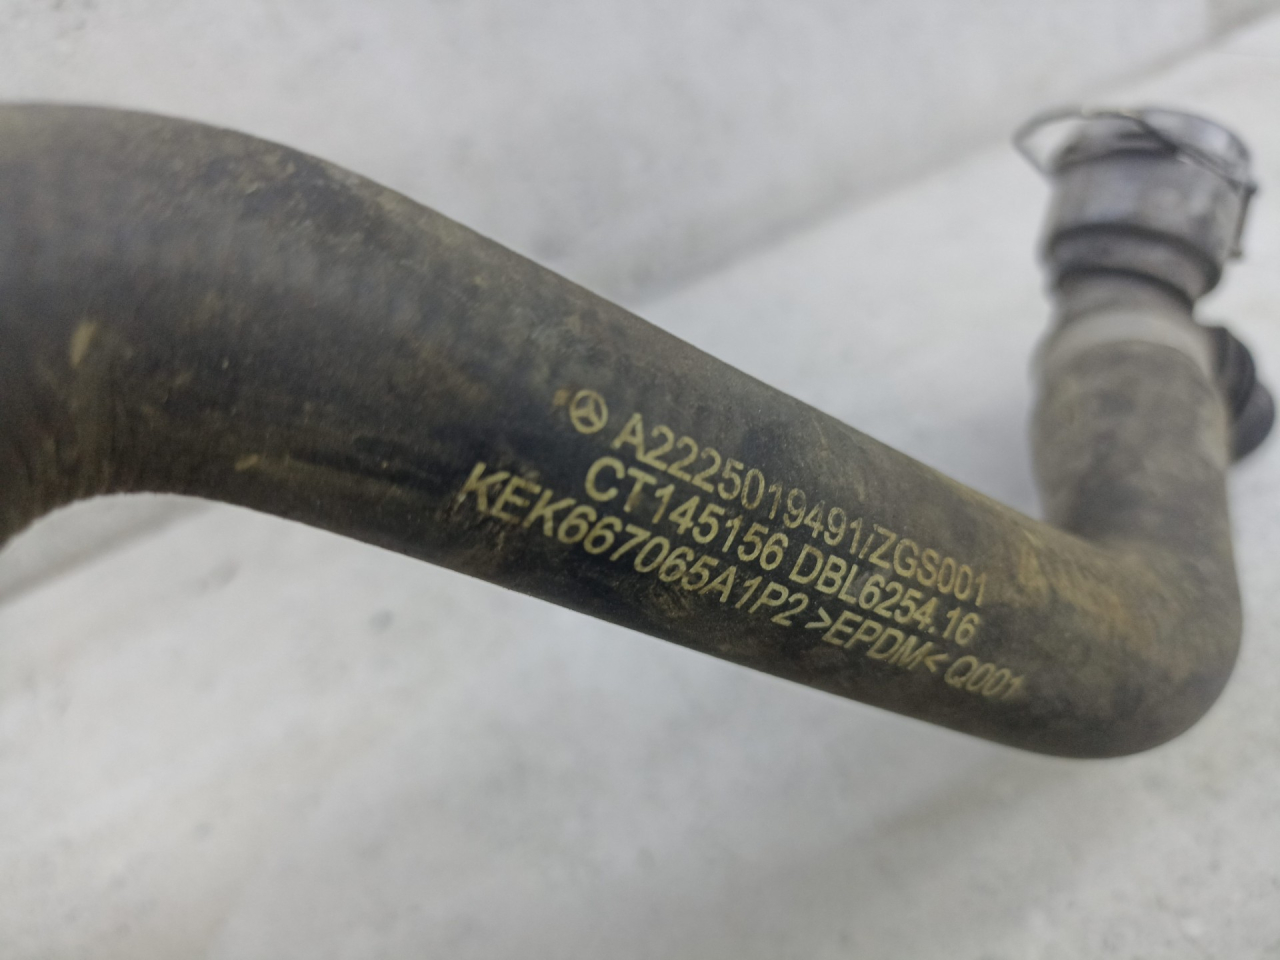 A2225019491/ZGS001
CT145156 DBL6254.16
KEK667065A1P2 >EPDM< Q001